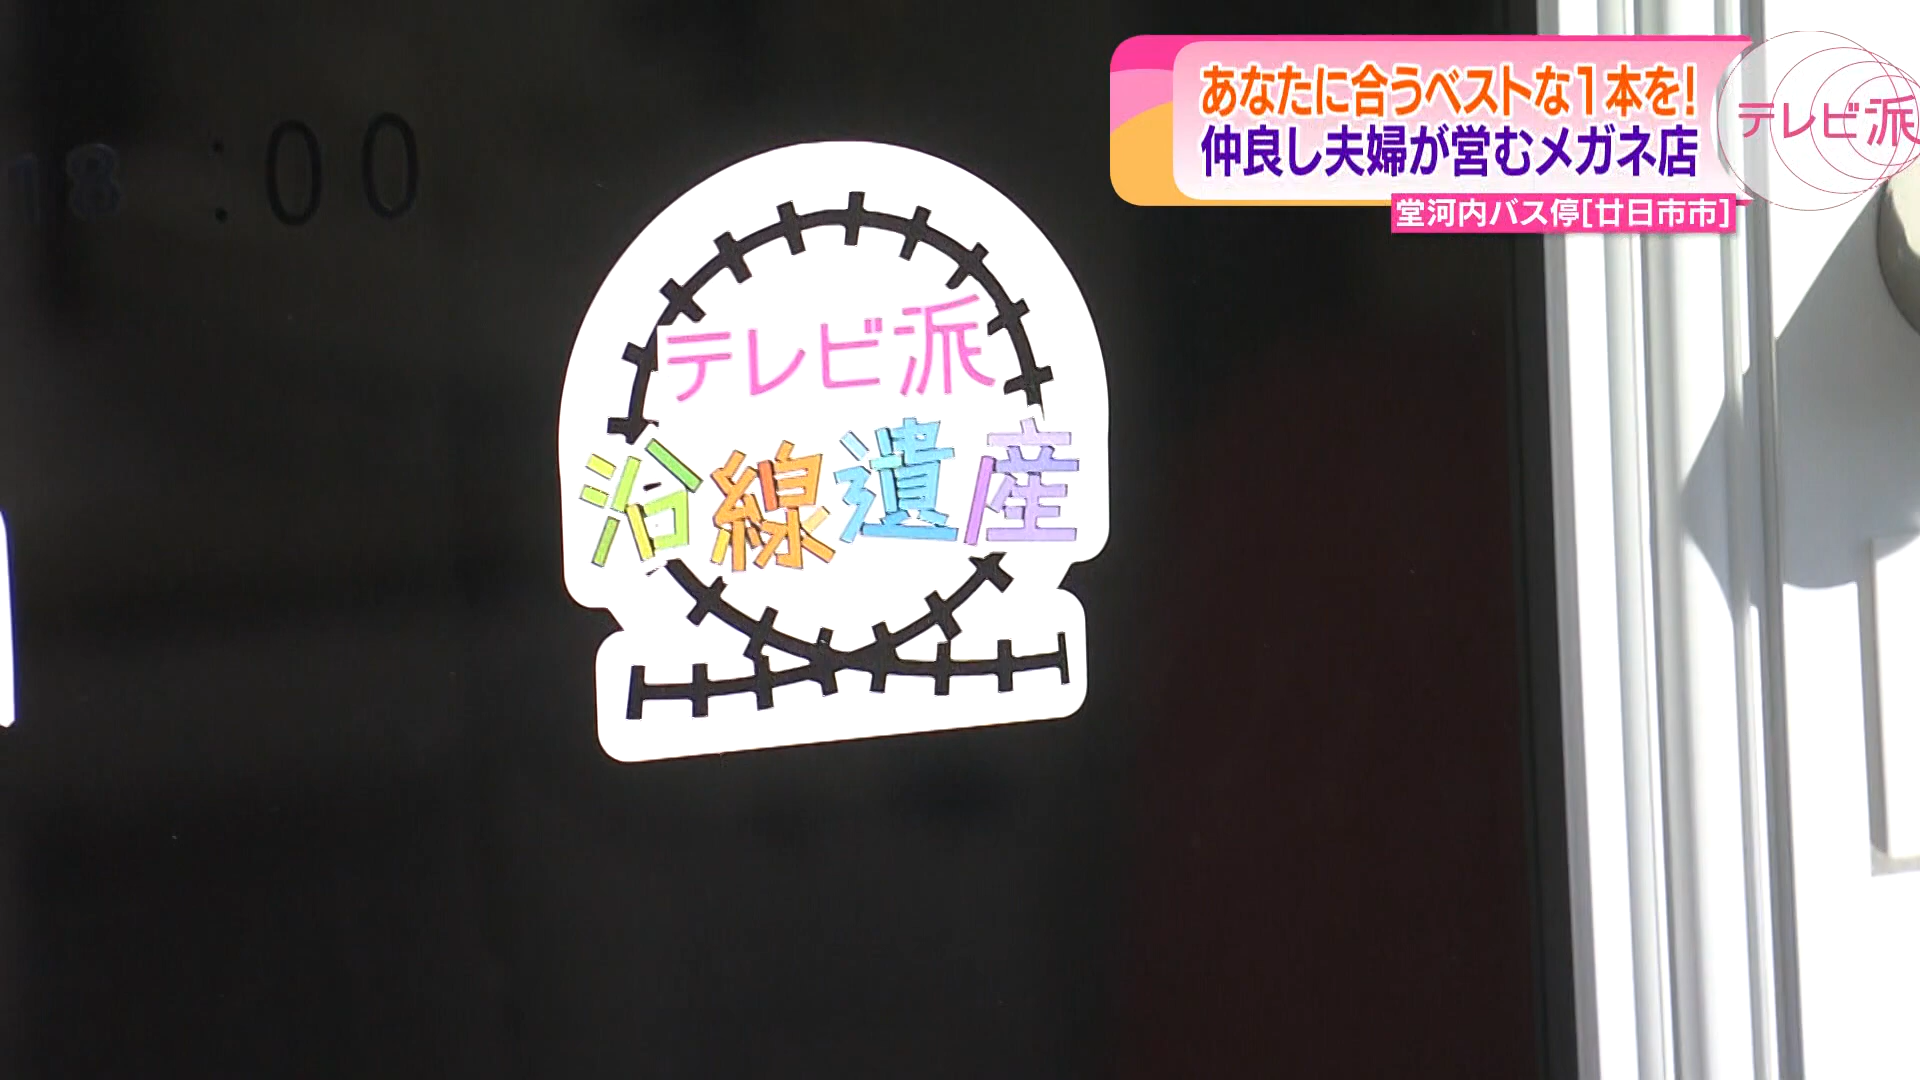 あなたに合うベストな1本を!
仲良し夫婦が営むメガネ店
テレビ派
堂河内バス停[廿日市市]
18:00
テレビ派
沿線遺産